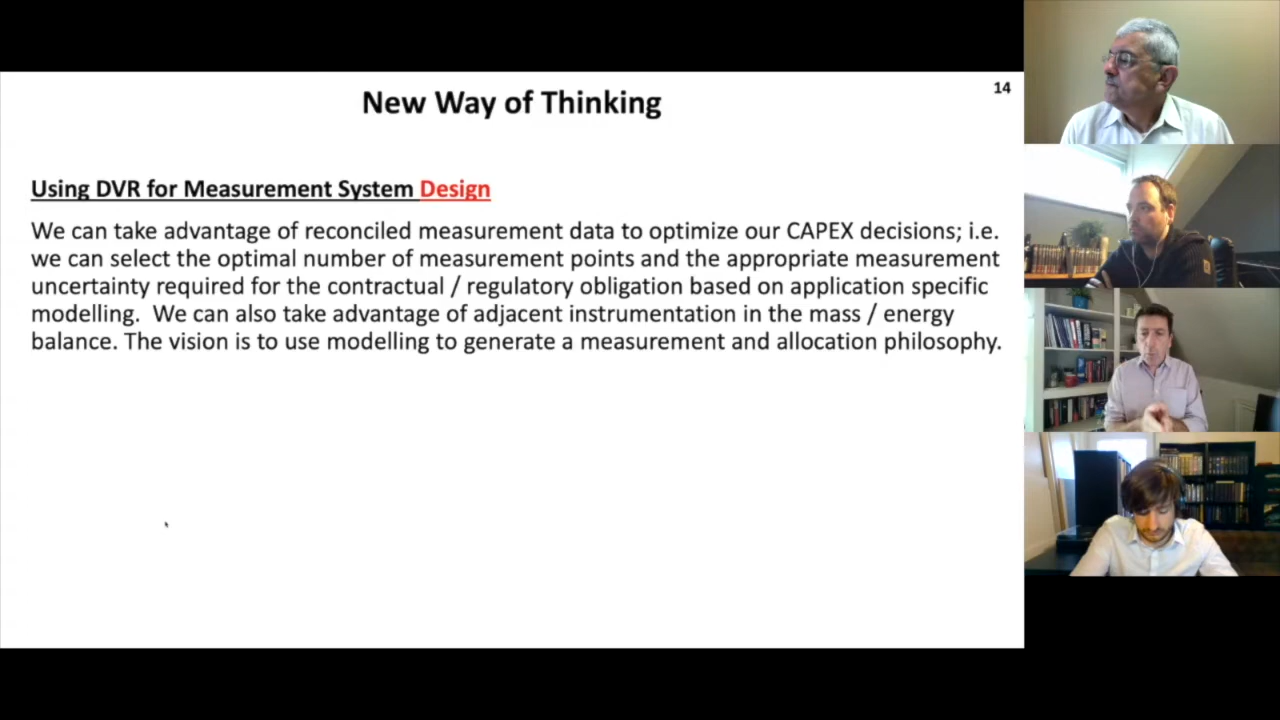 14
New Way of Thinking
Using DVR for Measurement System Design
We can take advantage of reconciled measurement data to optimize our CAPEX decisions; i.e.
we can select the optimal number of measurement points and the appropriate measurement
uncertainty required for the contractual / regulatory obligation based on application specific
modelling.  We can also take advantage of adjacent instrumentation in the mass / energy
balance. The vision is to use modelling to generate a measurement and allocation philosophy.